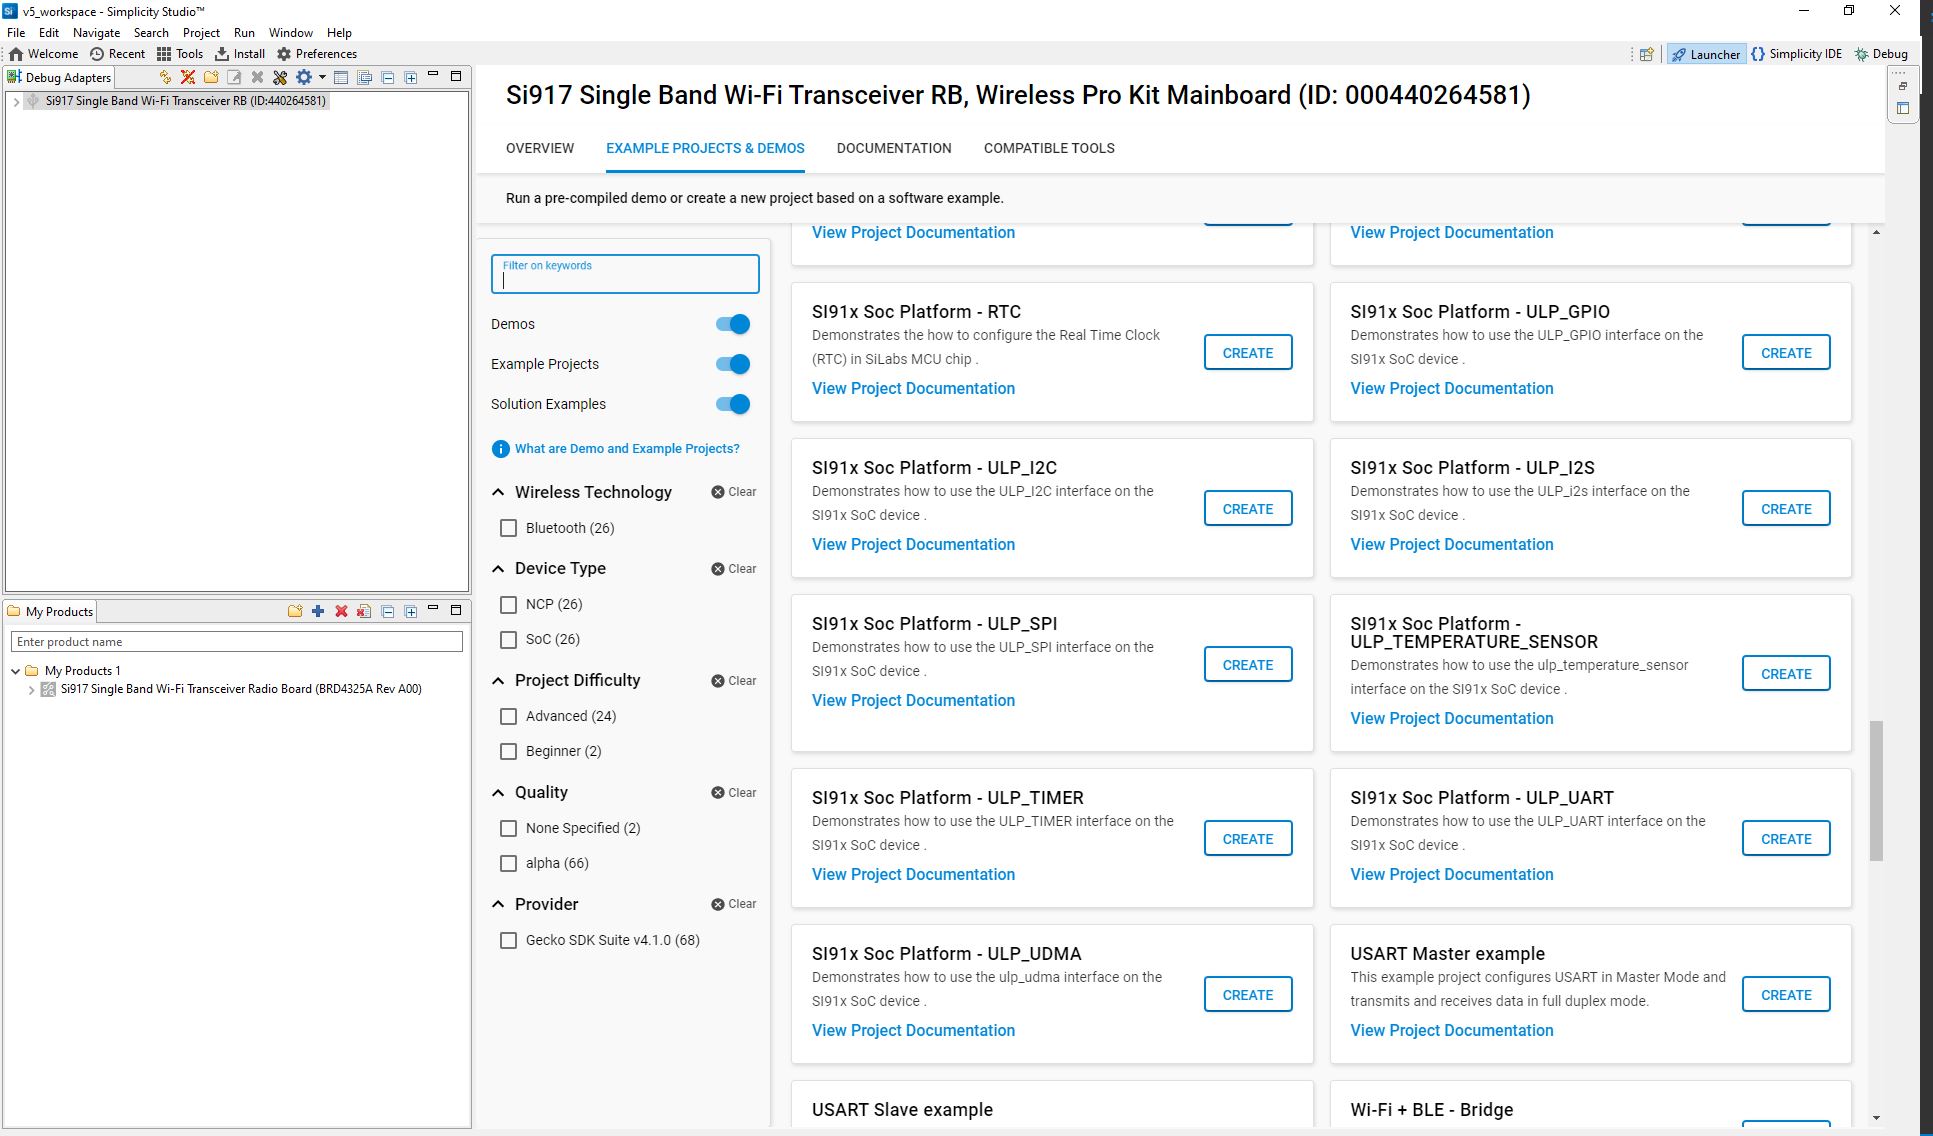 v5_workspace - Simplicity Studio™
File Edit Navigate Search Project Run Window Help
Welcome Recent Tools Install Preferences
Launcher Simplicity IDE Debug
Debug Adapters
Si917 Single Band Wi-Fi Transceiver RB (ID:440264581)
My Products
Enter product name
My Products 1
Si917 Single Band Wi-Fi Transceiver Radio Board (BRD4325A Rev A00)
Si917 Single Band Wi-Fi Transceiver RB, Wireless Pro Kit Mainboard (ID: 000440264581)
OVERVIEW EXAMPLE PROJECTS & DEMOS DOCUMENTATION COMPATIBLE TOOLS
Run a pre-compiled demo or create a new project based on a software example.
Filter on keywords
Demos
Example Projects
Solution Examples
What are Demo and Example Projects?
Wireless Technology Clear
Bluetooth (26)
Device Type Clear
NCP (26)
SoC (26)
Project Difficulty Clear
Advanced (24)
Beginner (2)
Quality Clear
None Specified (2)
alpha (66)
Provider Clear
Gecko SDK Suite v4.1.0 (68)
View Project Documentation
View Project Documentation
SI91x Soc Platform - RTC
Demonstrates the how to configure the Real Time Clock
(RTC) in SiLabs MCU chip .
View Project Documentation
CREATE
SI91x Soc Platform - ULP_GPIO
Demonstrates how to use the ULP_GPIO interface on the
SI91x SoC device .
View Project Documentation
CREATE
SI91x Soc Platform - ULP_I2C
Demonstrates how to use the ULP_I2C interface on the
SI91x SoC device .
View Project Documentation
CREATE
SI91x Soc Platform - ULP_I2S
Demonstrates how to use the ULP_i2s interface on the
SI91x SoC device .
View Project Documentation
CREATE
SI91x Soc Platform - ULP_SPI
Demonstrates how to use the ULP_SPI interface on the
SI91x SoC device .
View Project Documentation
CREATE
SI91x Soc Platform -
ULP_TEMPERATURE_SENSOR
Demonstrates how to use the ulp_temperature_sensor
interface on the SI91x SoC device .
View Project Documentation
CREATE
SI91x Soc Platform - ULP_TIMER
Demonstrates how to use the ULP_TIMER interface on the
SI91x SoC device .
View Project Documentation
CREATE
SI91x Soc Platform - ULP_UART
Demonstrates how to use the ULP_UART interface on the
SI91x SoC device .
View Project Documentation
CREATE
SI91x Soc Platform - ULP_UDMA
Demonstrates how to use the ulp_udma interface on the
SI91x SoC device .
View Project Documentation
CREATE
USART Master example
This example project configures USART in Master Mode and
transmits and receives data in full duplex mode.
View Project Documentation
CREATE
USART Slave example
Wi-Fi + BLE - Bridge